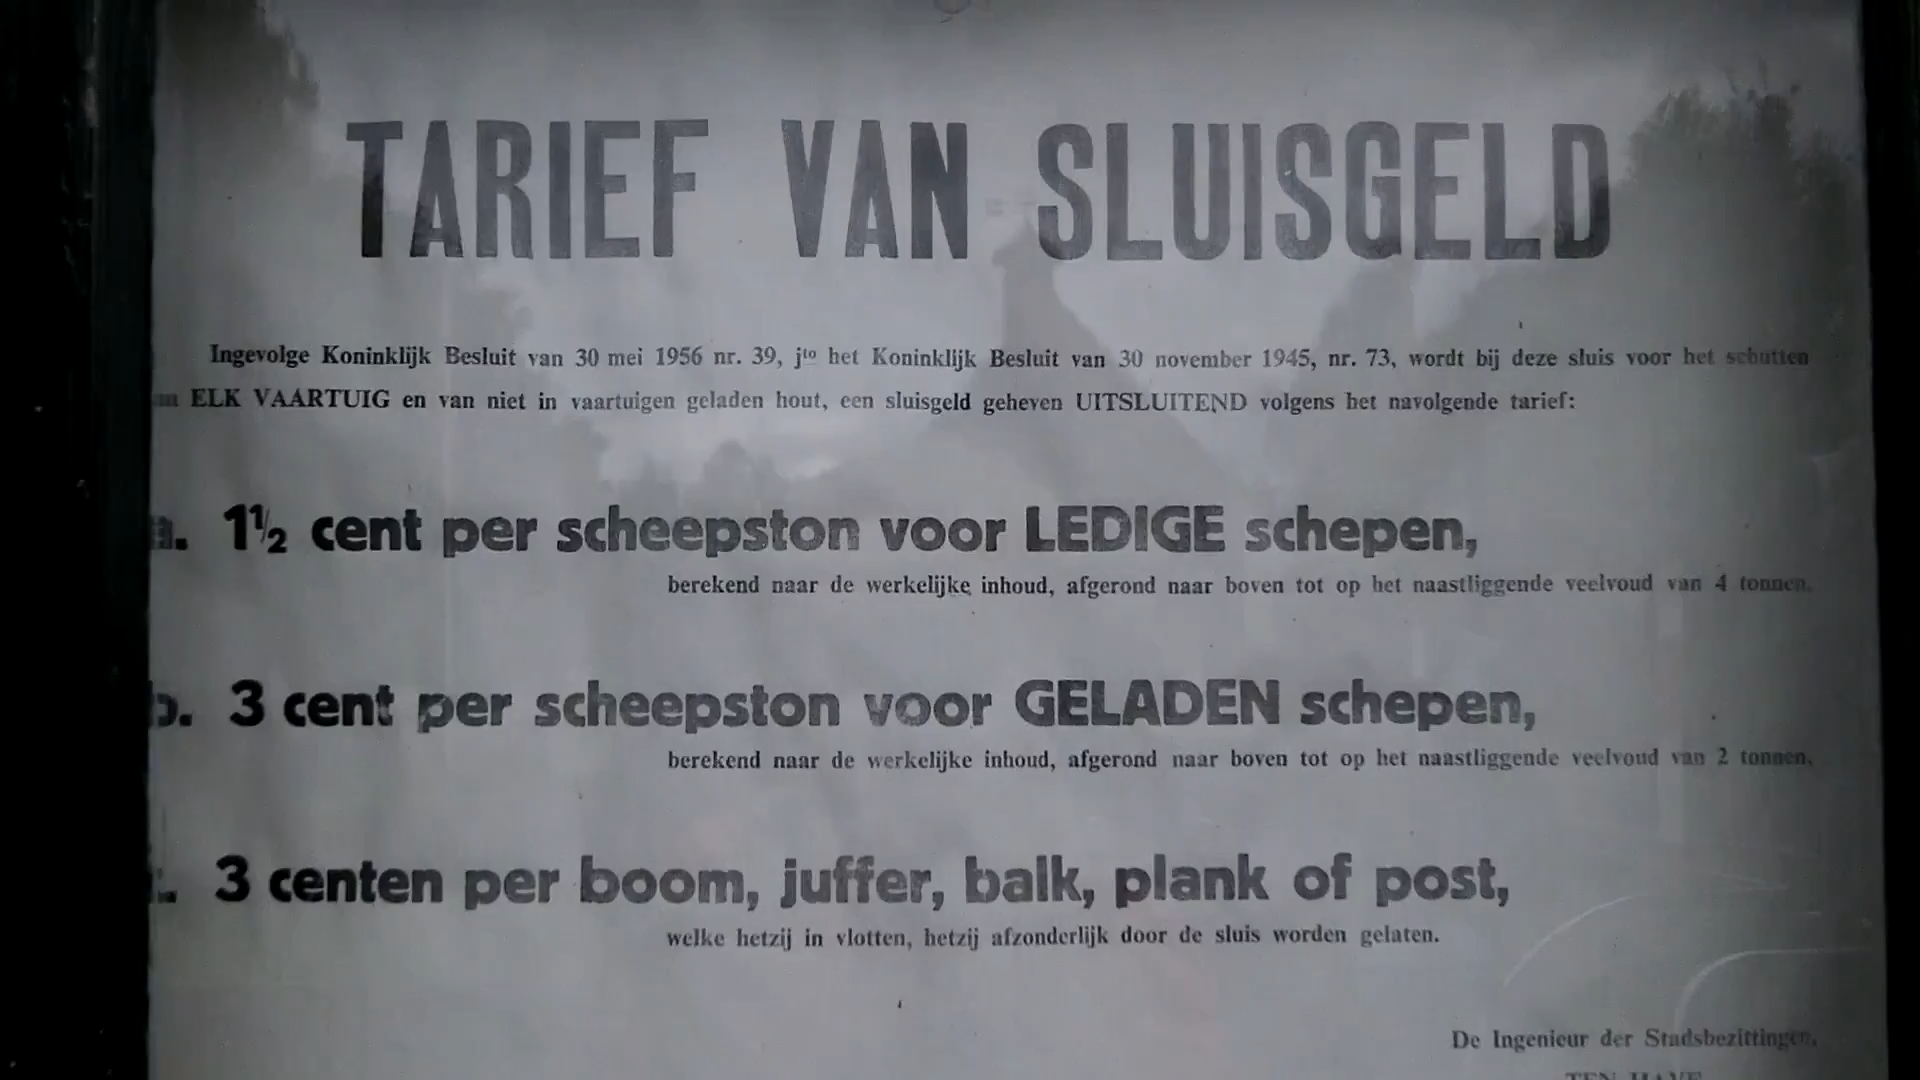 TARIEF VAN SLUISGELD
Ingevolge Koninklijk Besluit van 30 mei 1956 nr. 39, jto het Koninklijk Besluit van 30 november 1945, nr. 73, wordt bij deze sluis voor het schutten
ELK VAARTUIG en van niet in vaartuigen geladen hout, een sluisgeld geheven UITSLUITEND volgens het navolgende tarief:
a. 1½ cent per scheepston voor LEDIGE schepen,
berekend naar de werkelijke inhoud, afgerond naar boven tot op het naastliggende veelvoud van 4 tonnen.
b. 3 cent per scheepston voor GELADEN schepen,
berekend naar de werkelijke inhoud, afgerond naar boven tot op het naastliggende veelvoud van 2 tonnen.
3 centen per boom, juffer, balk, plank of post,
welke hetzij in vlotten, hetzij afzonderlijk door de sluis worden gelaten.
De Ingenieur der Stadsbezittingen,
TEN HAVE